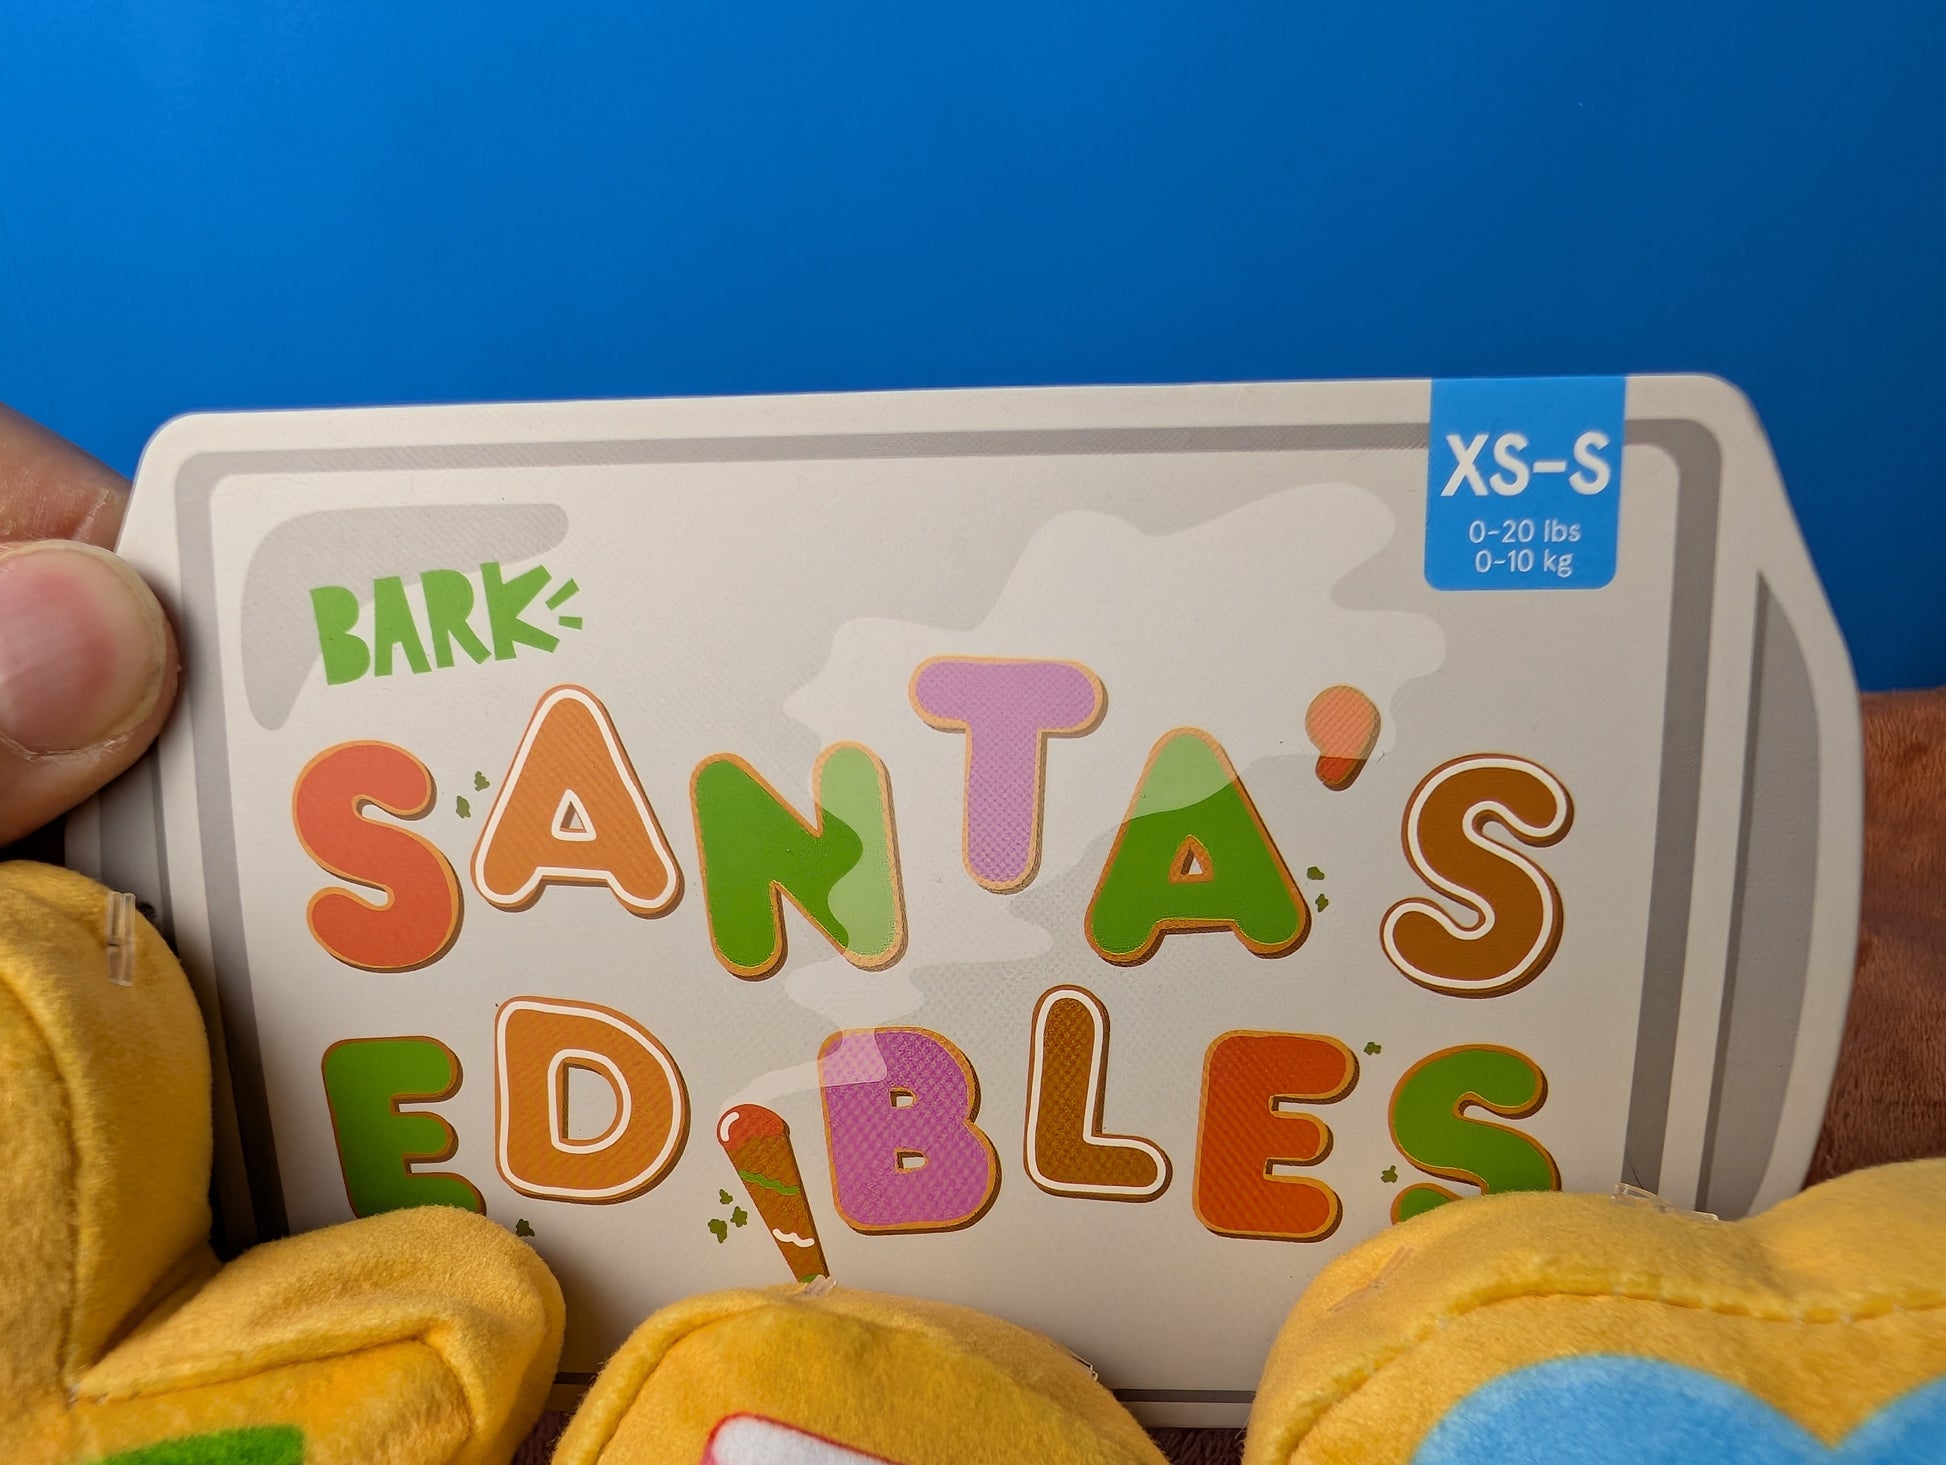 BARK
XS-S
0-20 lbs
0-10 kg
SANTA'S
EDIBLES